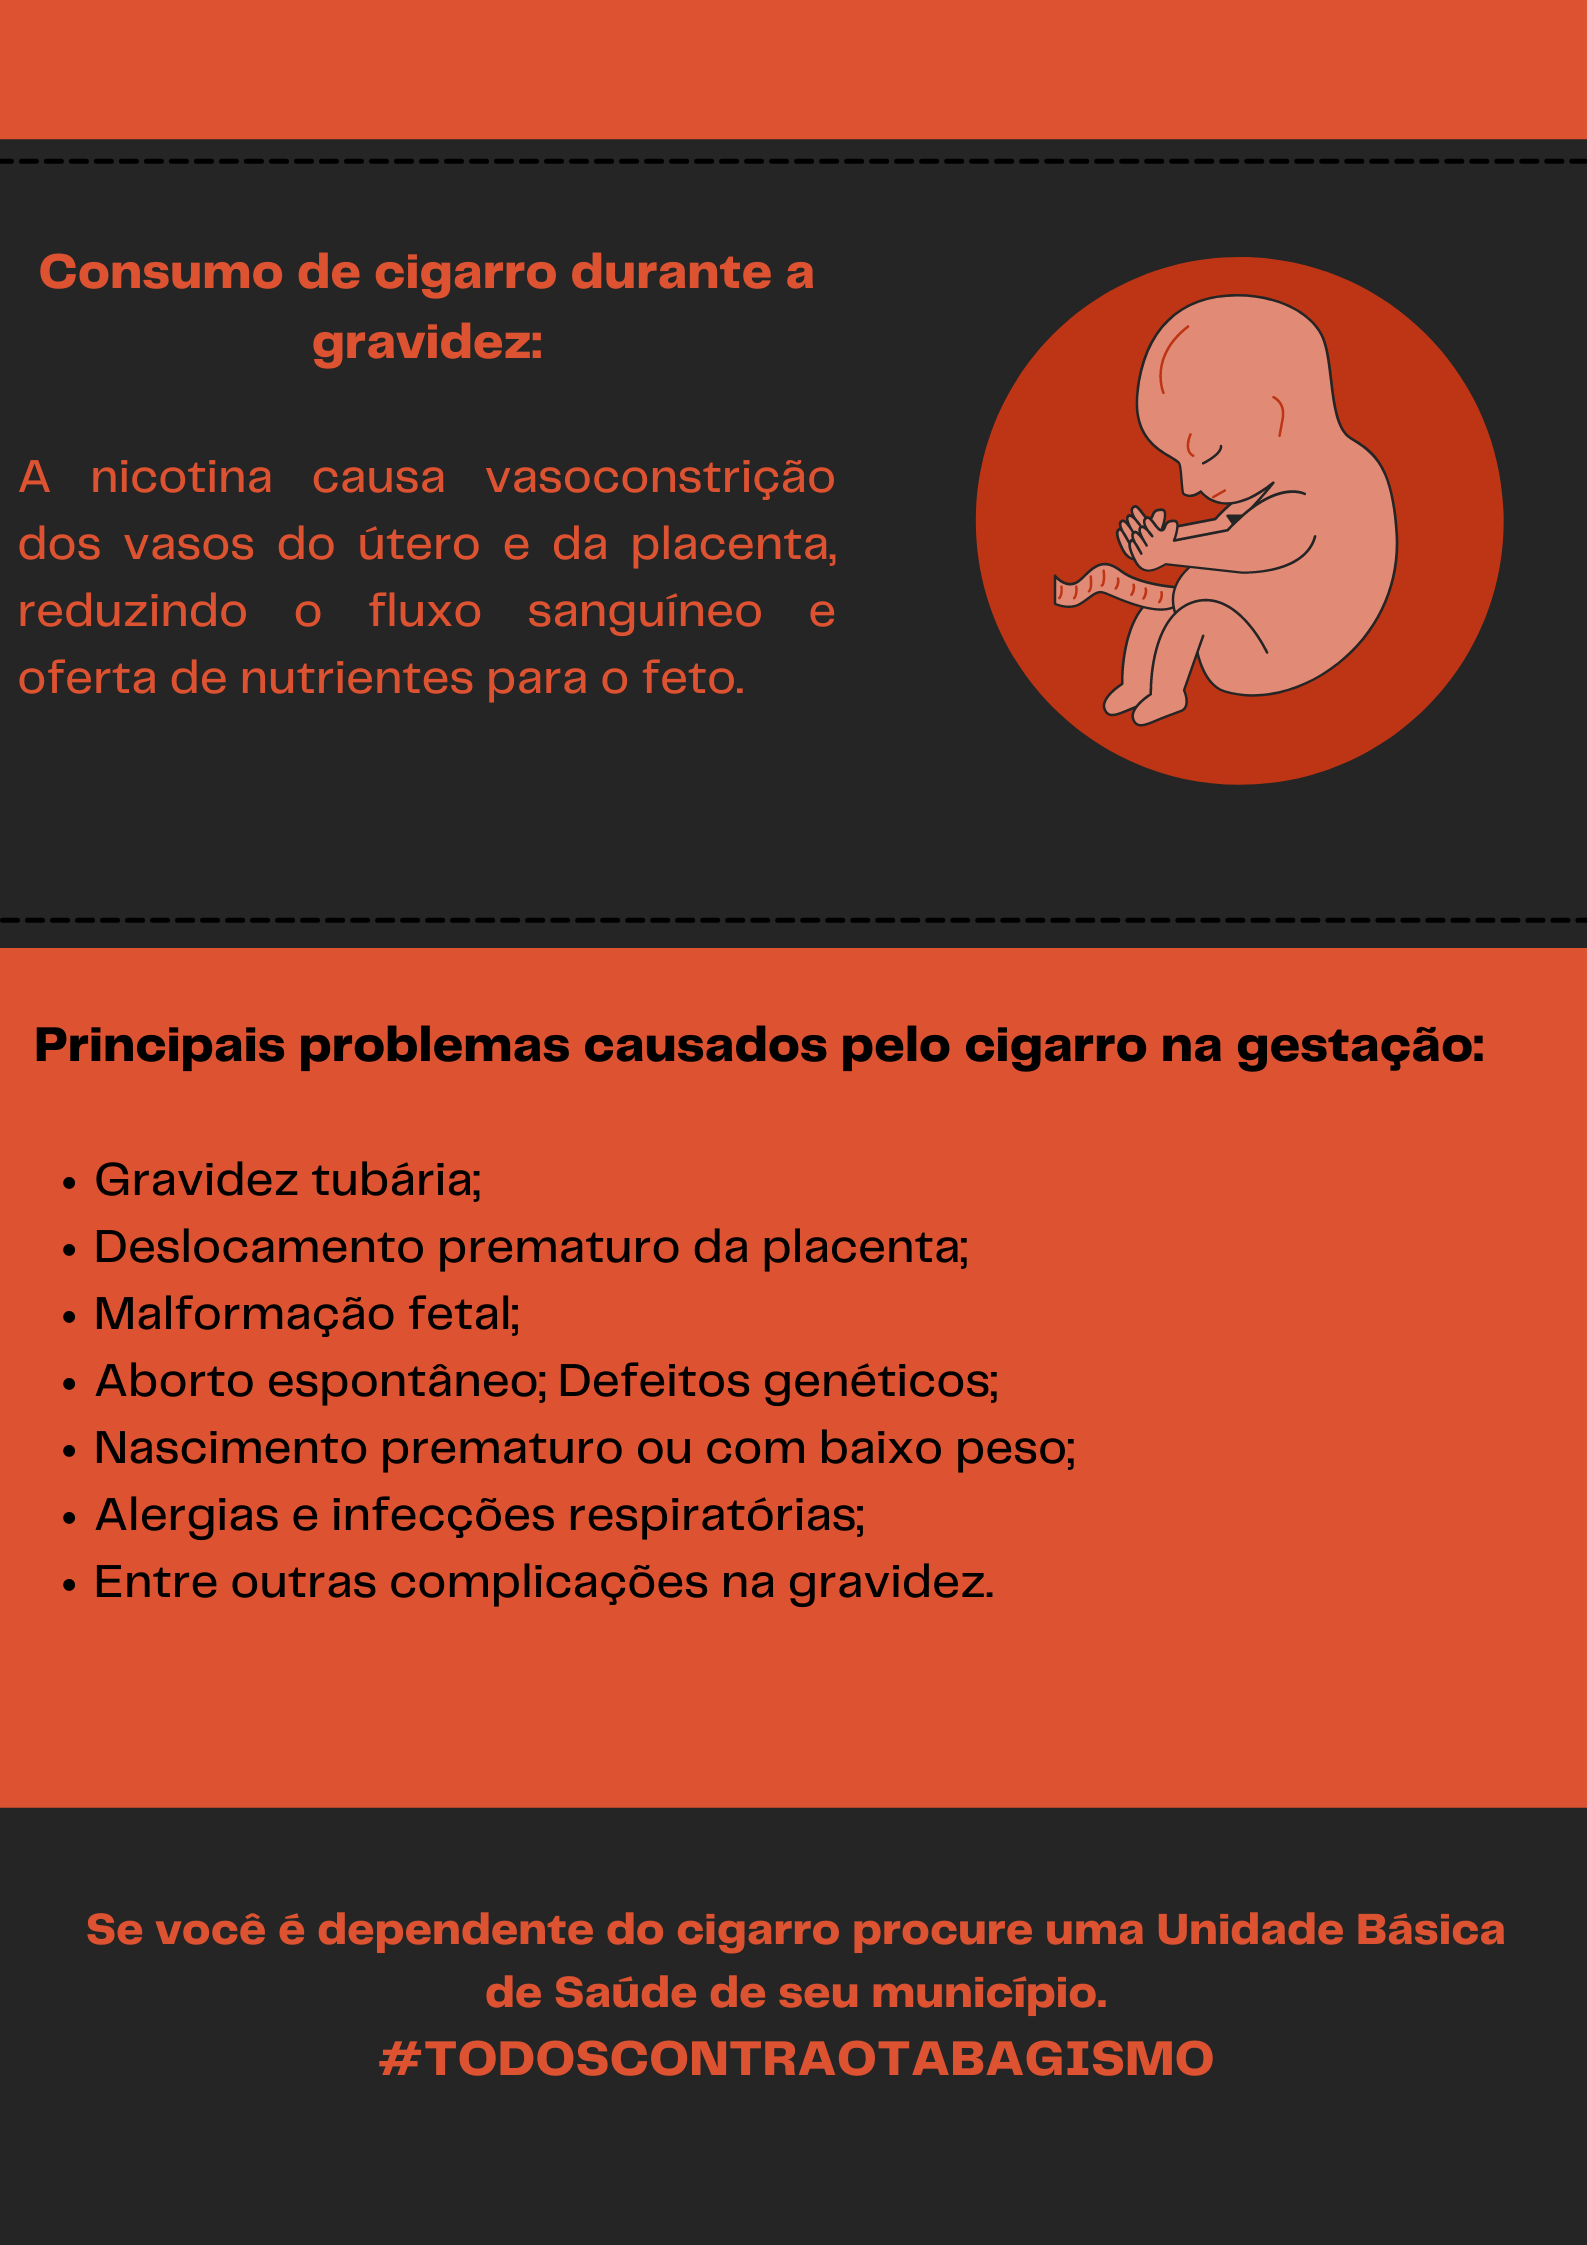 Consumo de cigarro durante a
gravidez:
A nicotina causa vasoconstrição
dos vasos do útero e da placenta,
reduzindo o fluxo sanguíneo e
oferta de nutrientes para o feto.
Principais problemas causados pelo cigarro na gestação:
• Gravidez tubária;
• Deslocamento prematuro da placenta;
• Malformação fetal;
• Aborto espontâneo; Defeitos genéticos;
• Nascimento prematuro ou com baixo peso;
• Alergias e infecções respiratórias;
• Entre outras complicações na gravidez.
Se você é dependente do cigarro procure uma Unidade Básica
de Saúde de seu município.
#TODOSCONTRAOTABAGISMO